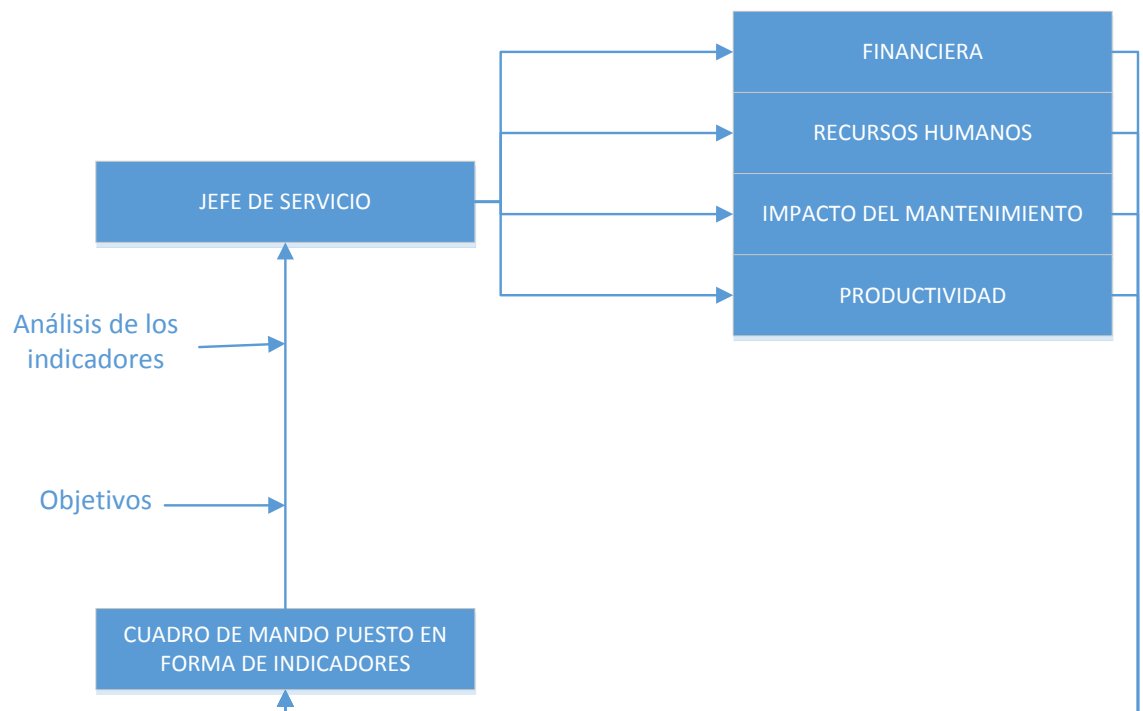 FINANCIERA
RECURSOS HUMANOS
JEFE DE SERVICIO
IMPACTO DEL MANTENIMIENTO
PRODUCTIVIDAD
Análisis de los
indicadores
Objetivos
CUADRO DE MANDO PUESTO EN
FORMA DE INDICADORES